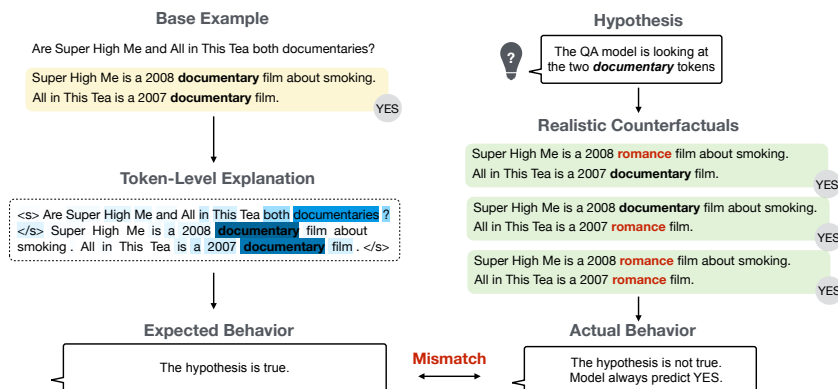 Base Example
Are Super High Me and All in This Tea both documentaries?
Super High Me is a 2008 documentary film about smoking.
All in This Tea is a 2007 documentary film.
YES
Token-Level Explanation
<s> Are Super High Me and All in This Tea both documentaries ?
</s> Super High Me is a 2008 documentary film about
smoking . All in This Tea is a 2007 documentary film . </s>
Expected Behavior
The hypothesis is true.
Mismatch
Hypothesis
?
The QA model is looking at
the two documentary tokens
Realistic Counterfactuals
Super High Me is a 2008 romance film about smoking.
All in This Tea is a 2007 documentary film.
YES
Super High Me is a 2008 documentary film about smoking.
All in This Tea is a 2007 romance film.
YES
Super High Me is a 2008 romance film about smoking.
All in This Tea is a 2007 romance film.
YES
Actual Behavior
The hypothesis is not true.
Model always predict YES.